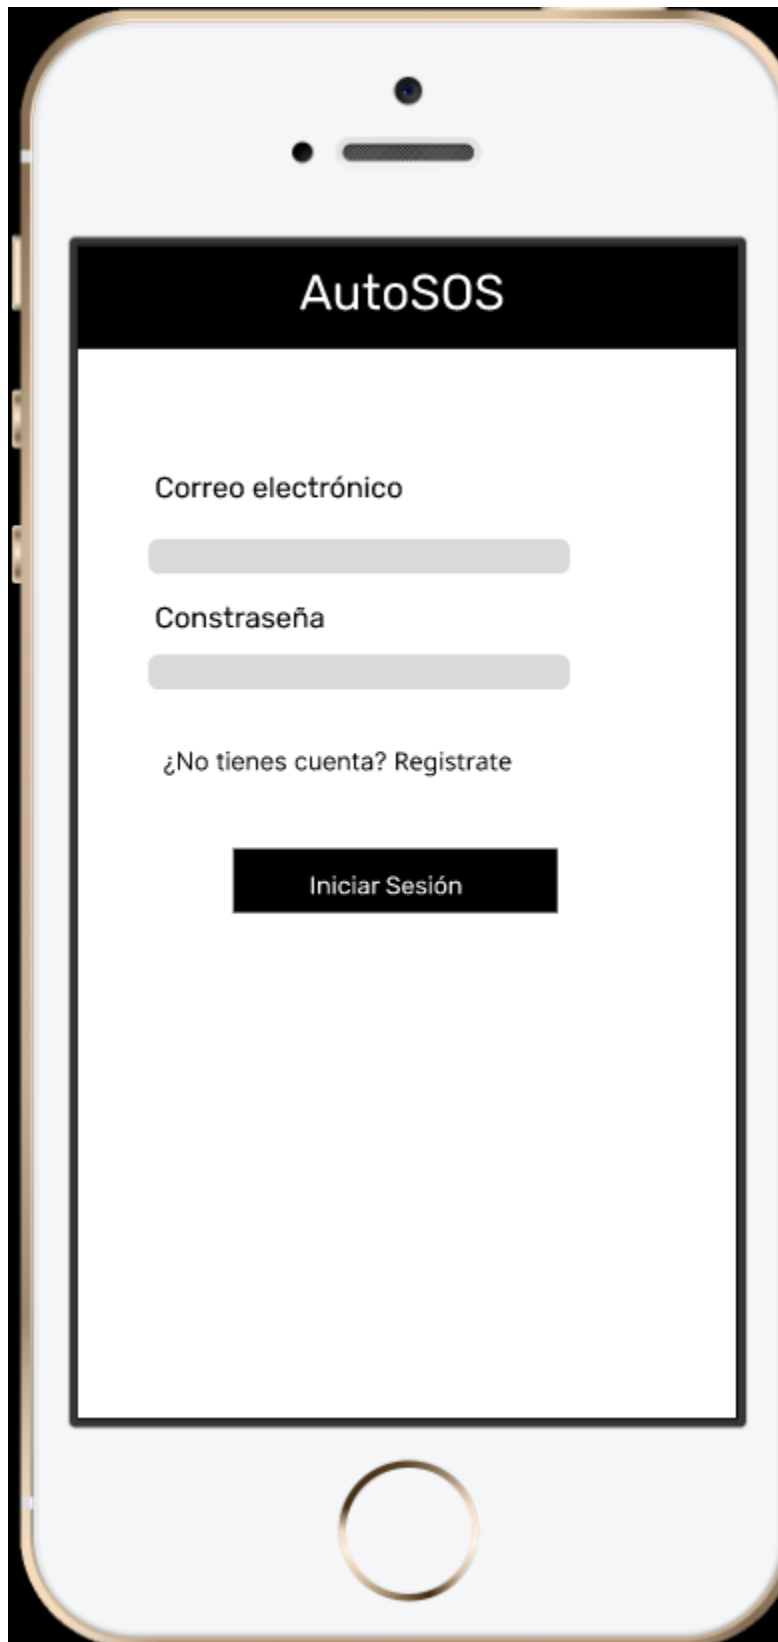 AutoSOS
Correo electrónico
Constraseña
¿No tienes cuenta? Registrate
Iniciar Sesión